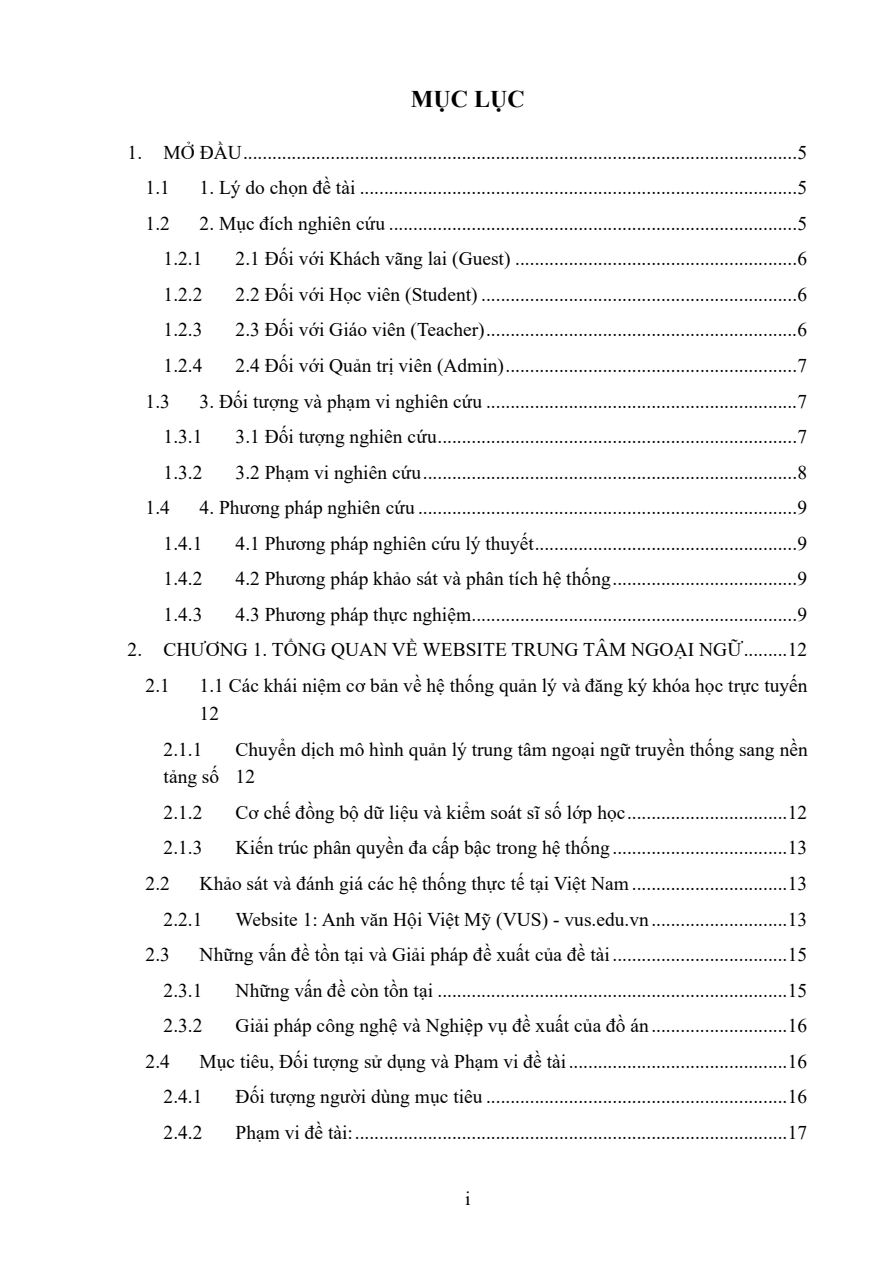 MỤC LỤC
1. MỞ ĐẦU.....5
1.1 1. Lý do chọn đề tài.....5
1.2 2. Mục đích nghiên cứu.....5
1.2.1 2.1 Đối với Khách vãng lai (Guest).....6
1.2.2 2.2 Đối với Học viên (Student).....6
1.2.3 2.3 Đối với Giáo viên (Teacher).....6
1.2.4 2.4 Đối với Quản trị viên (Admin).....7
1.3 3. Đối tượng và phạm vi nghiên cứu.....7
1.3.1 3.1 Đối tượng nghiên cứu.....7
1.3.2 3.2 Phạm vi nghiên cứu.....8
1.4 4. Phương pháp nghiên cứu.....9
1.4.1 4.1 Phương pháp nghiên cứu lý thuyết.....9
1.4.2 4.2 Phương pháp khảo sát và phân tích hệ thống.....9
1.4.3 4.3 Phương pháp thực nghiệm.....9
2. CHƯƠNG 1. TỔNG QUAN VỀ WEBSITE TRUNG TÂM NGOẠI NGỮ.....12
2.1 1.1 Các khái niệm cơ bản về hệ thống quản lý và đăng ký khóa học trực tuyến
12
2.1.1 Chuyển dịch mô hình quản lý trung tâm ngoại ngữ truyền thống sang nền
tảng số 12
2.1.2 Cơ chế đồng bộ dữ liệu và kiểm soát sĩ số lớp học.....12
2.1.3 Kiến trúc phân quyền đa cấp bậc trong hệ thống.....13
2.2 Khảo sát và đánh giá các hệ thống thực tế tại Việt Nam.....13
2.2.1 Website 1: Anh văn Hội Việt Mỹ (VUS) - vus.edu.vn.....13
2.3 Những vấn đề tồn tại và Giải pháp đề xuất của đề tài.....15
2.3.1 Những vấn đề còn tồn tại.....15
2.3.2 Giải pháp công nghệ và Nghiệp vụ đề xuất của đồ án.....16
2.4 Mục tiêu, Đối tượng sử dụng và Phạm vi đề tài.....16
2.4.1 Đối tượng người dùng mục tiêu.....16
2.4.2 Phạm vi đề tài:.....17
i